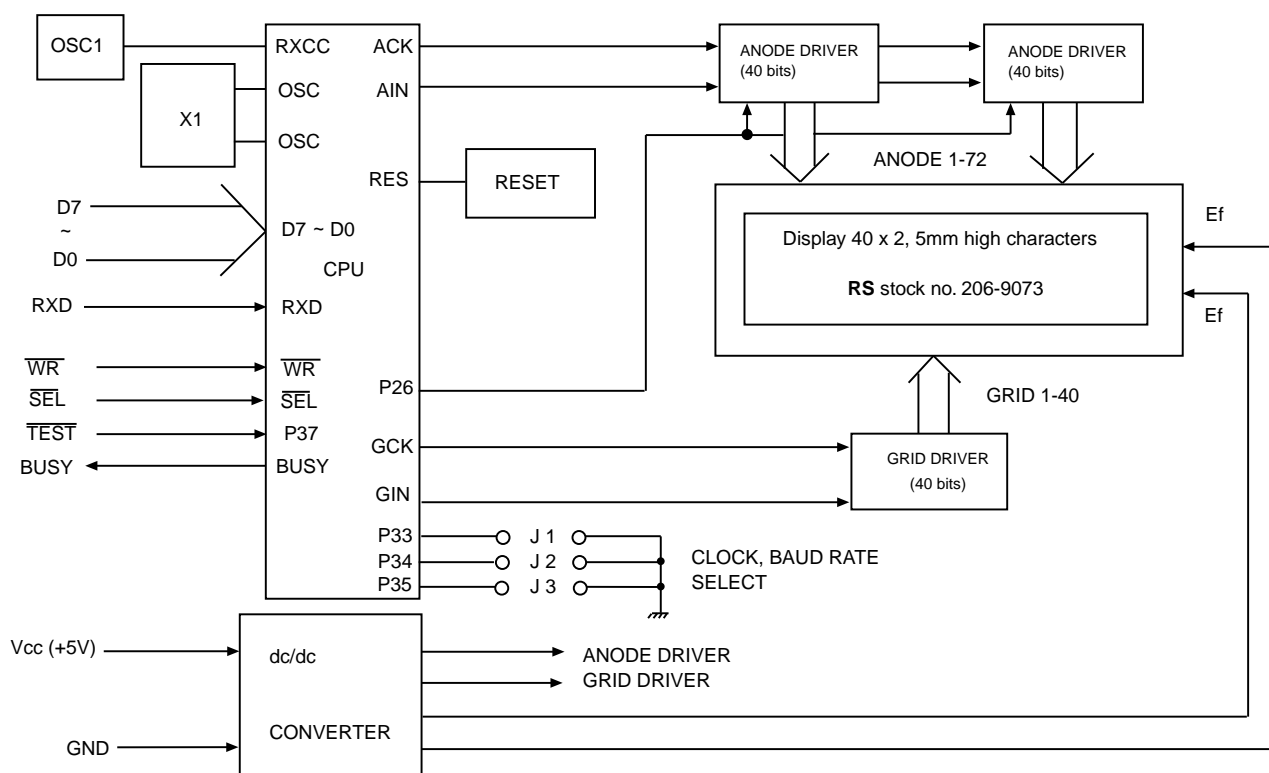 OSC1
X1
D7
~
D0
RXD
WR
SEL
TEST
BUSY
RXCC
OSC
OSC
D7 ~ D0
CPU
RXD
WR
SEL
P37
BUSY
ACK
AIN
RES
P26
GCK
GIN
P33
P34
P35
RESET
ANODE DRIVER
(40 bits)
ANODE DRIVER
(40 bits)
ANODE 1-72
Display 40 x 2, 5mm high characters
RS stock no. 206-9073
Ef
Ef
GRID 1-40
GRID DRIVER
(40 bits)
J 1
J 2
J 3
CLOCK, BAUD RATE
SELECT
Vcc (+5V)
GND
dc/dc
CONVERTER
ANODE DRIVER
GRID DRIVER